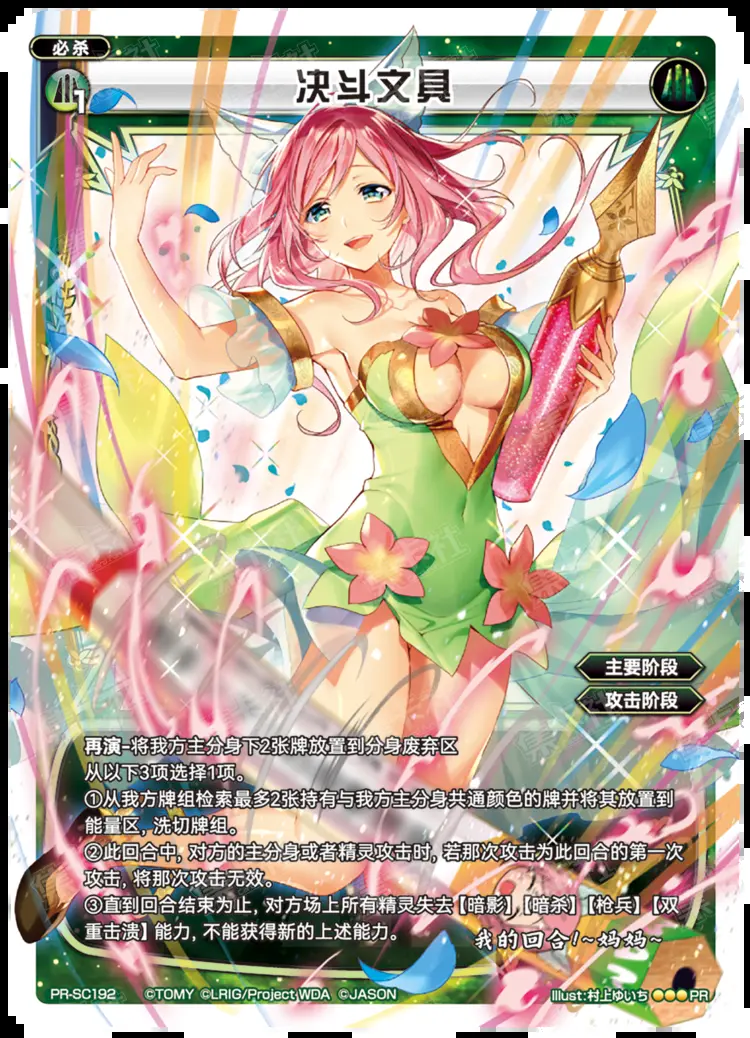 必杀
1
决斗文具
主要阶段
攻击阶段
再演-将我方主分身下2张牌放置到分身废弃区
从以下3项选择1项。
①从我方牌组检索最多2张持有与我方主分身共通颜色的牌并将其放置到
能量区, 洗切牌组。
②此回合中, 对方的主分身或者精灵攻击时, 若那次攻击为此回合的第一次
攻击, 将那次攻击无效。
③直到回合结束为止, 对方场上所有精灵失去【暗影】【暗杀】【枪兵】【双
重击溃】能力, 不能获得新的上述能力。
我的回合!~妈妈~
PR-SC192 ©TOMY ©LRIG/Project WDA ©JASON Illust:村上ゆいち PR